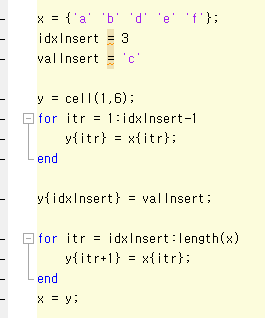 x = {'a' 'b' 'd' 'e' 'f'};
idxInsert = 3
valInsert = 'c'
y = cell(1,6);
for itr = 1:idxInsert-1
y{itr} = x{itr};
end
y{idxInsert} = valInsert;
for itr = idxInsert:length(x)
y{itr+1} = x{itr};
end
x = y;